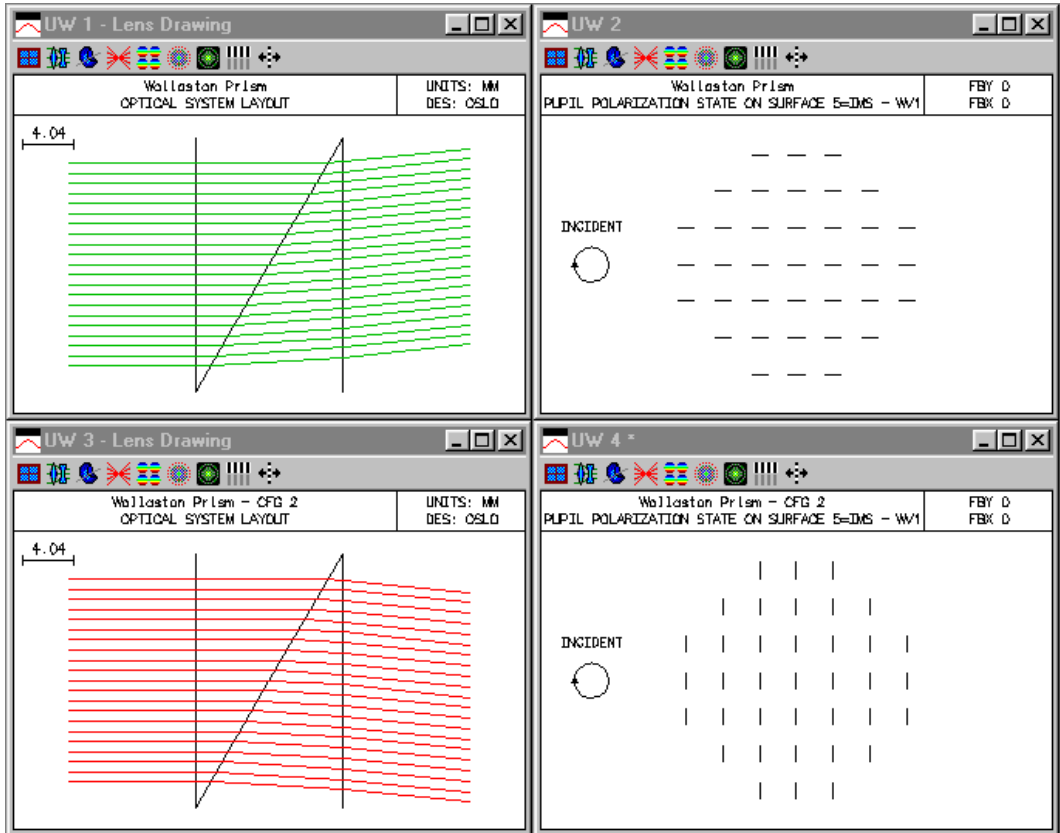 UW 1 - Lens Drawing
Wollaston Prism
OPTICAL SYSTEM LAYOUT
UNITS: MM
DES: OSLO
4.04
UW 2
Wollaston Prism
PUPIL POLARIZATION STATE ON SURFACE 5=IMS - WV1
FBY 0
FBX 0
INCIDENT
UW 3 - Lens Drawing
Wollaston Prism - CFG 2
OPTICAL SYSTEM LAYOUT
UNITS: MM
DES: OSLO
4.04
UW 4 *
Wollaston Prism - CFG 2
PUPIL POLARIZATION STATE ON SURFACE 5=IMS - WV1
FBY 0
FBX 0
INCIDENT